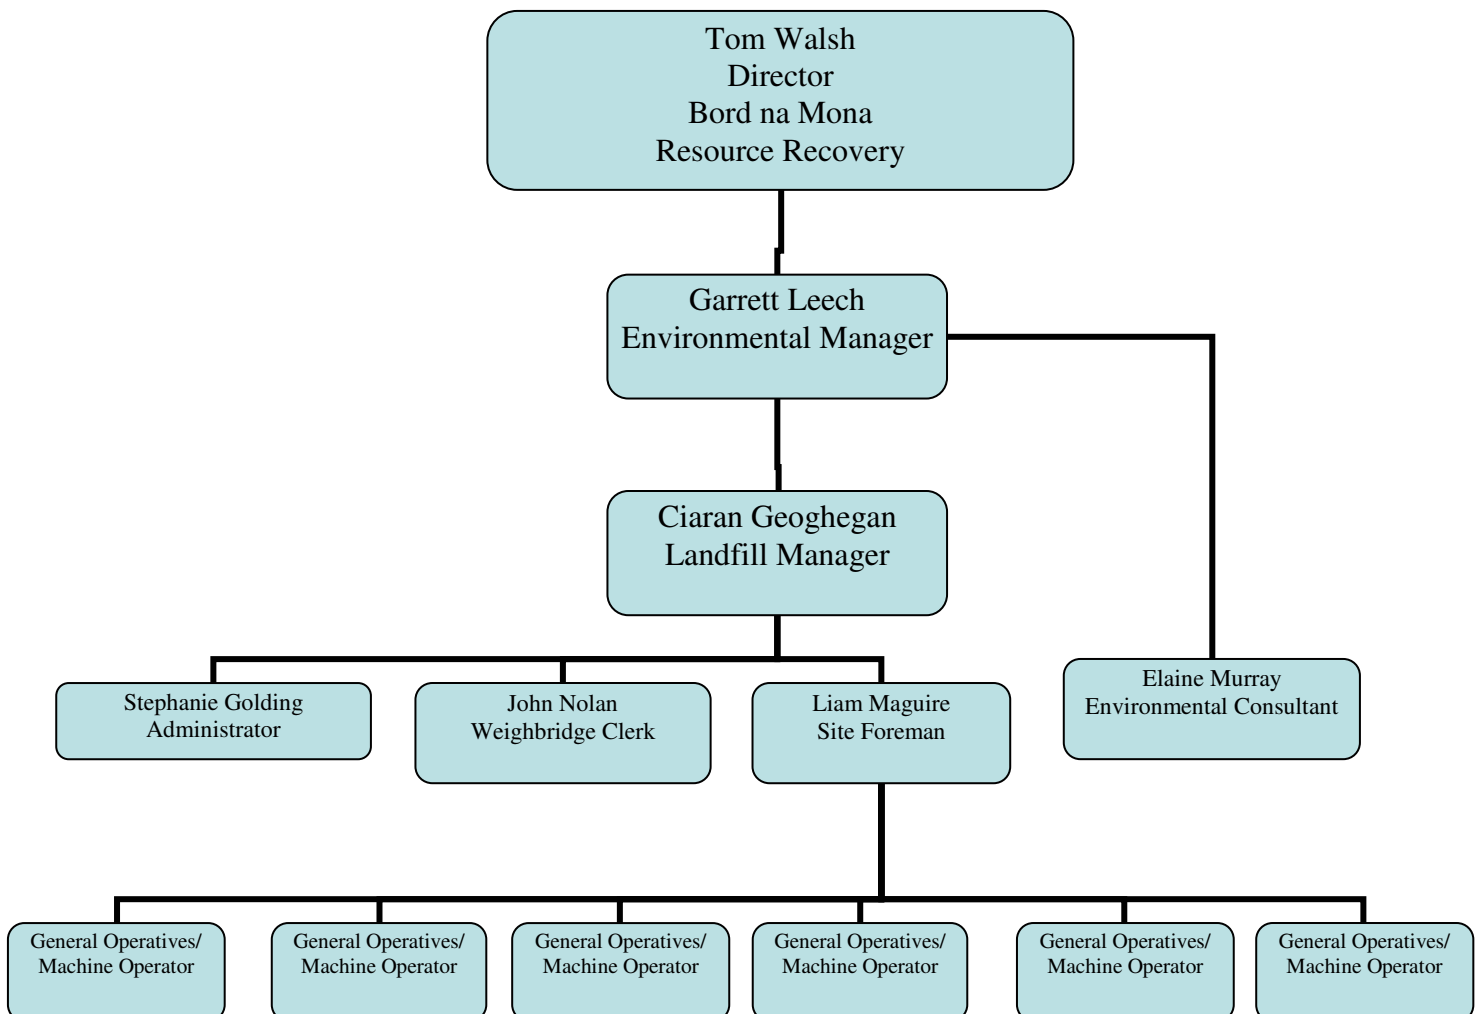 Tom Walsh
Director
Bord na Mona
Resource Recovery
Garrett Leech
Environmental Manager
Ciaran Geoghegan
Landfill Manager
Stephanie Golding
Administrator
John Nolan
Weighbridge Clerk
Liam Maguire
Site Foreman
Elaine Murray
Environmental Consultant
General Operatives/
Machine Operator
General Operatives/
Machine Operator
General Operatives/
Machine Operator
General Operatives/
Machine Operator
General Operatives/
Machine Operator
General Operatives/
Machine Operator